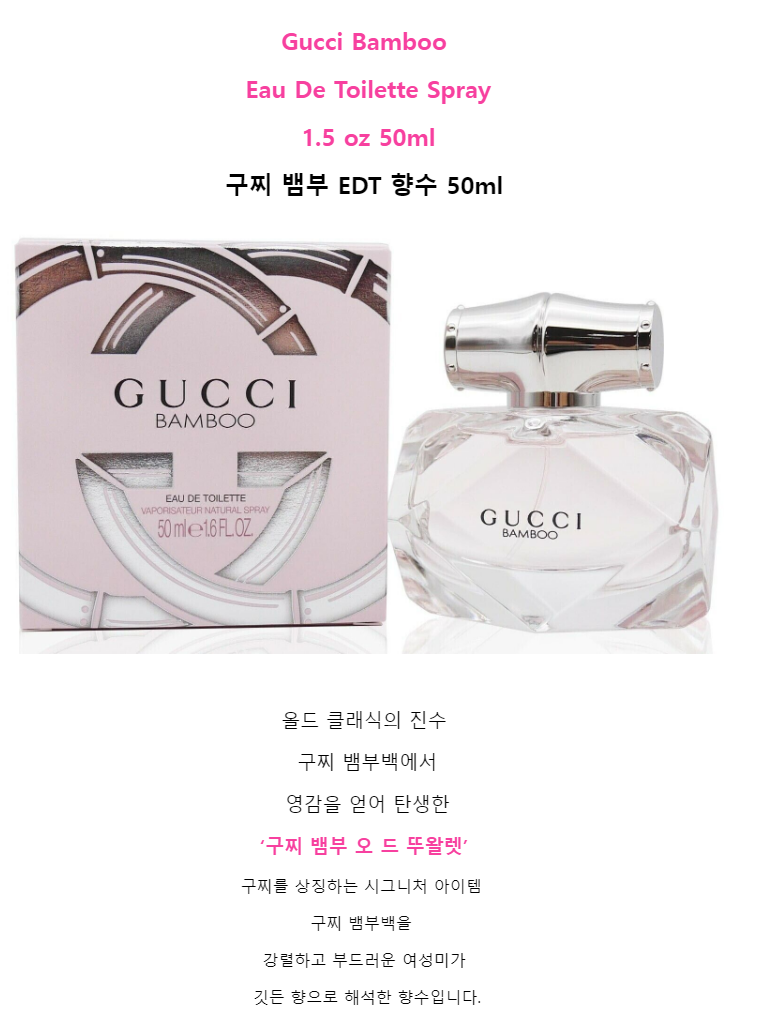 Gucci Bamboo
Eau De Toilette Spray
1.5 oz 50ml
구찌 뱀부 EDT 향수 50ml
GUCCI
BAMBOO
EAU DE TOILETTE
VAPORISATEUR NATURAL SPRAY
50 ml e 1.6 FL.OZ.
GUCCI
BAMBOO
올드 클래식의 진수
구찌 뱀부백에서
영감을 얻어 탄생한
‘구찌 뱀부 오 드 뚜왈렛’
구찌를 상징하는 시그니처 아이템
구찌 뱀부백을
강렬하고 부드러운 여성미가
깃든 향으로 해석한 향수입니다.